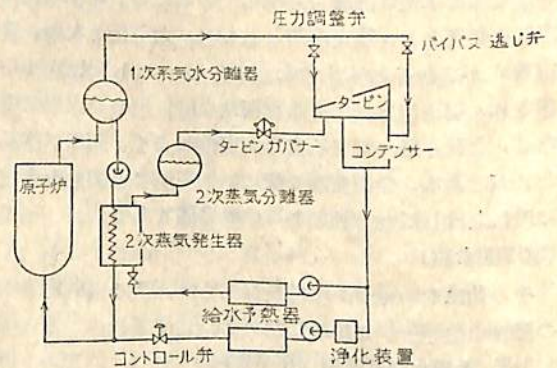 圧力調整弁
バイパス 逃し弁
1次系気水分離器
タービン
タービンガバナー
コンデンサー
原子炉
2次蒸気分離器
2次蒸気発生器
給水予熱器
コントロール弁
浄化装置